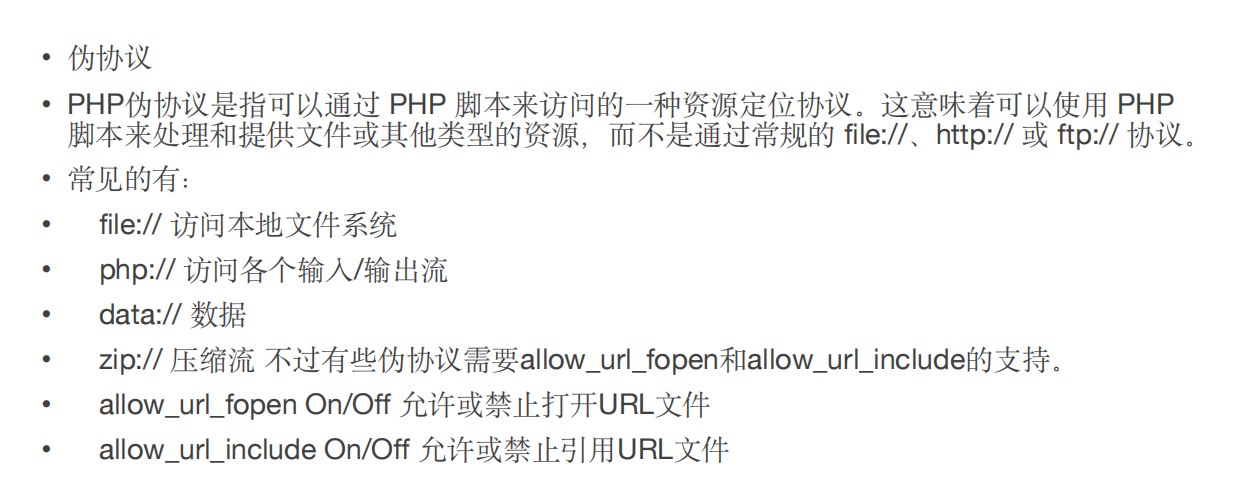 • 伪协议
• PHP伪协议是指可以通过 PHP 脚本来访问的一种资源定位协议。这意味着可以使用 PHP
脚本来处理和提供文件或其他类型的资源，而不是通过常规的 file://、http:// 或 ftp:// 协议。
• 常见的有：
• file:// 访问本地文件系统
• php:// 访问各个输入/输出流
• data:// 数据
• zip:// 压缩流 不过有些伪协议需要allow_url_fopen和allow_url_include的支持。
• allow_url_fopen On/Off 允许或禁止打开URL文件
• allow_url_include On/Off 允许或禁止引用URL文件